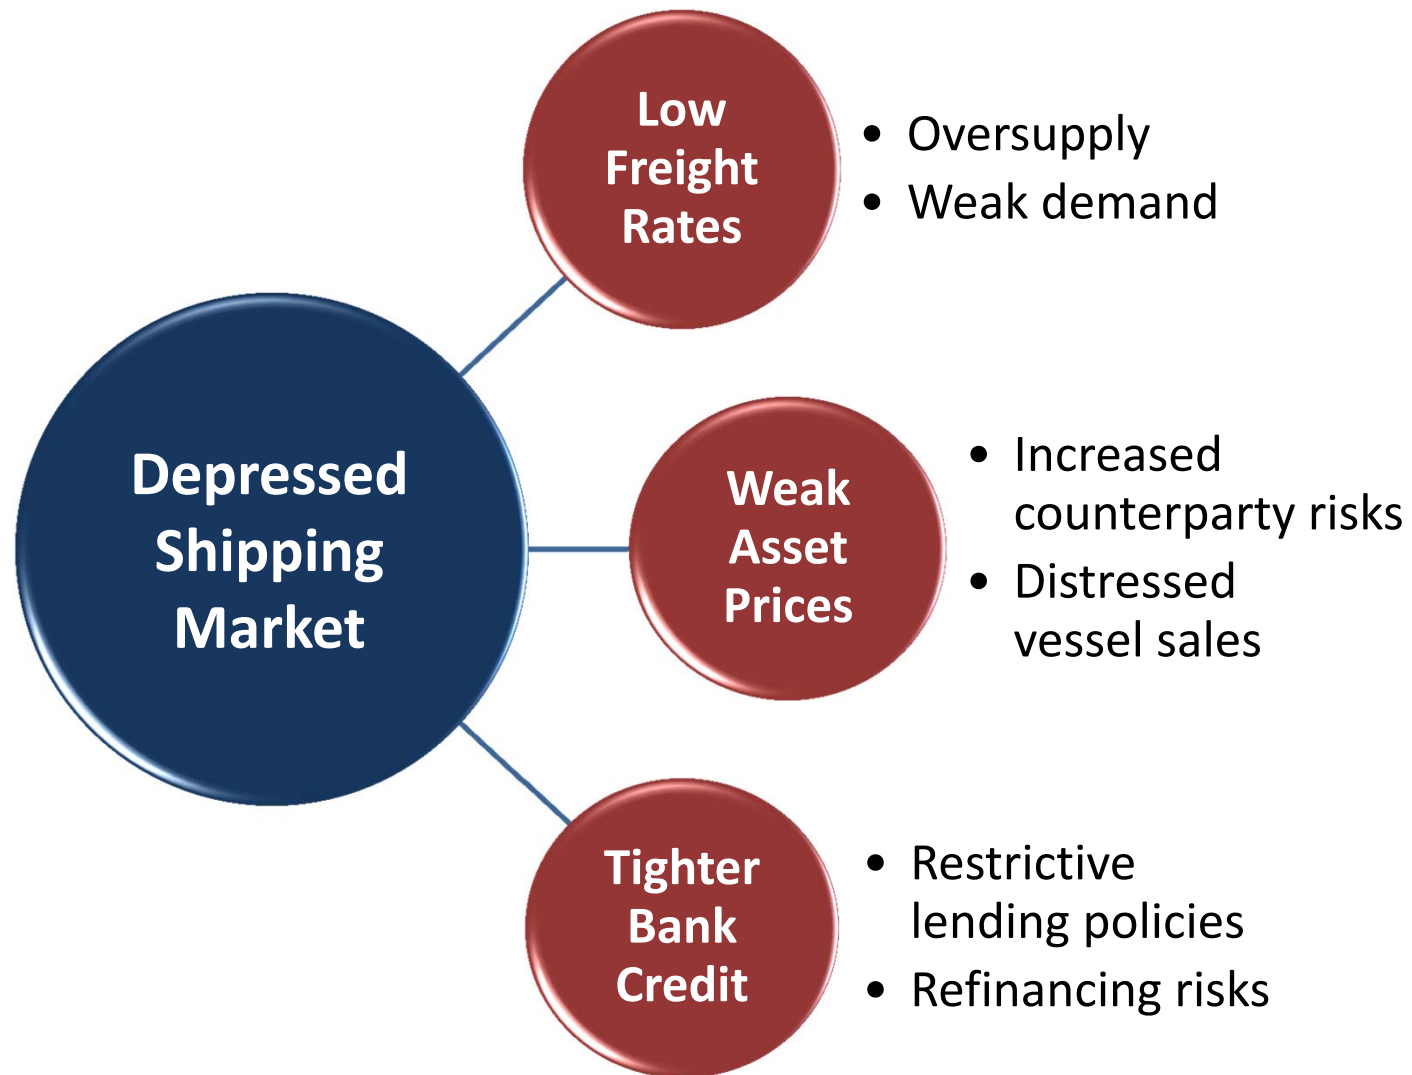 Low
Freight
Rates
• Oversupply
• Weak demand
Depressed
Shipping
Market
Weak
Asset
Prices
• Increased
counterparty risks
• Distressed
vessel sales
Tighter
Bank
Credit
• Restrictive
lending policies
• Refinancing risks